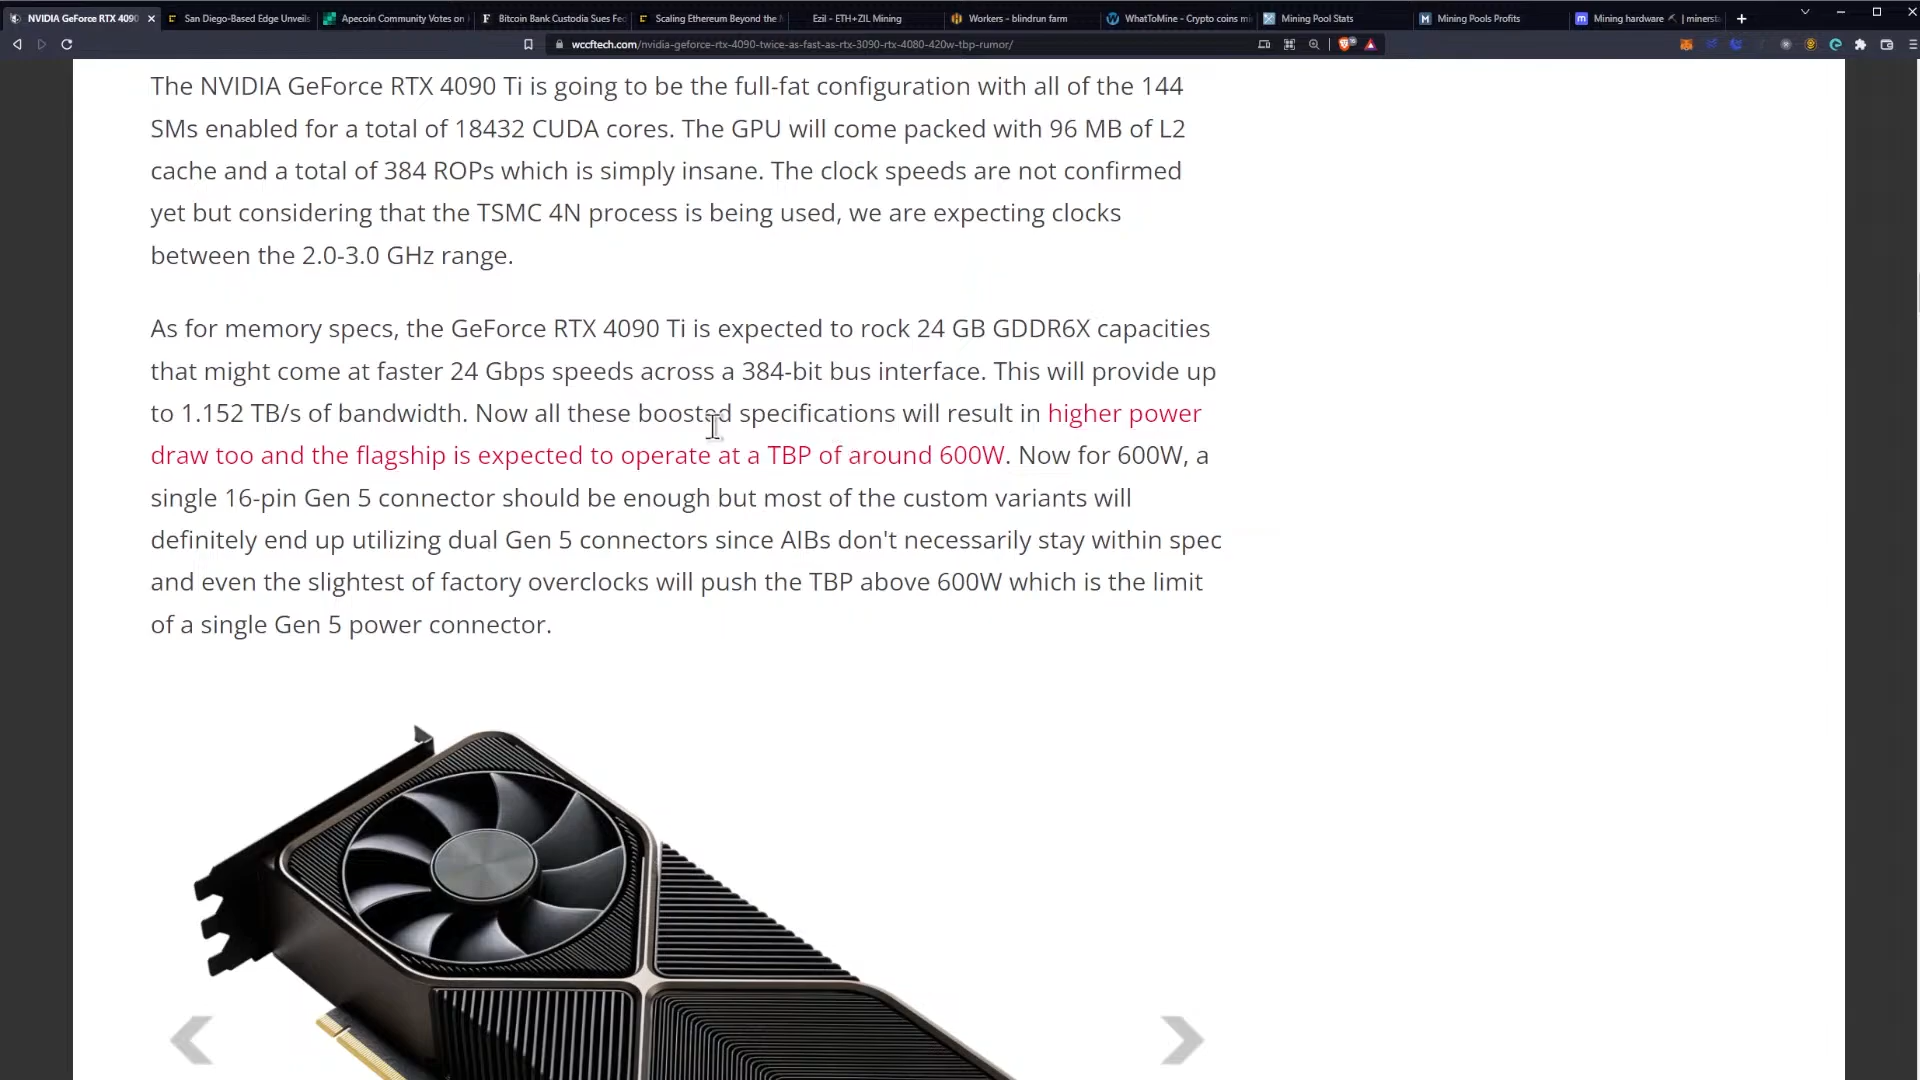 NVIDIA GeForce RTX 4090
San Diego-Based Edge Unveils
Apecoin Community Votes on
Bitcoin Bank Custodia Sues Fed
Scaling Ethereum Beyond the
Ezil - ETH+ZIL Mining
Workers - blindrun farm
WhatToMine - Crypto coins mi
Mining Pool Stats
Mining Pools Profits
Mining hardware ⛏ | minersta
wccftech.com/nvidia-geforce-rtx-4090-twice-as-fast-as-rtx-3090-rtx-4080-420w-tbp-rumor/
The NVIDIA GeForce RTX 4090 Ti is going to be the full-fat configuration with all of the 144
SMs enabled for a total of 18432 CUDA cores. The GPU will come packed with 96 MB of L2
cache and a total of 384 ROPs which is simply insane. The clock speeds are not confirmed
yet but considering that the TSMC 4N process is being used, we are expecting clocks
between the 2.0-3.0 GHz range.
As for memory specs, the GeForce RTX 4090 Ti is expected to rock 24 GB GDDR6X capacities
that might come at faster 24 Gbps speeds across a 384-bit bus interface. This will provide up
to 1.152 TB/s of bandwidth. Now all these boosted specifications will result in higher power
draw too and the flagship is expected to operate at a TBP of around 600W. Now for 600W, a
single 16-pin Gen 5 connector should be enough but most of the custom variants will
definitely end up utilizing dual Gen 5 connectors since AIBs don't necessarily stay within spec
and even the slightest of factory overclocks will push the TBP above 600W which is the limit
of a single Gen 5 power connector.